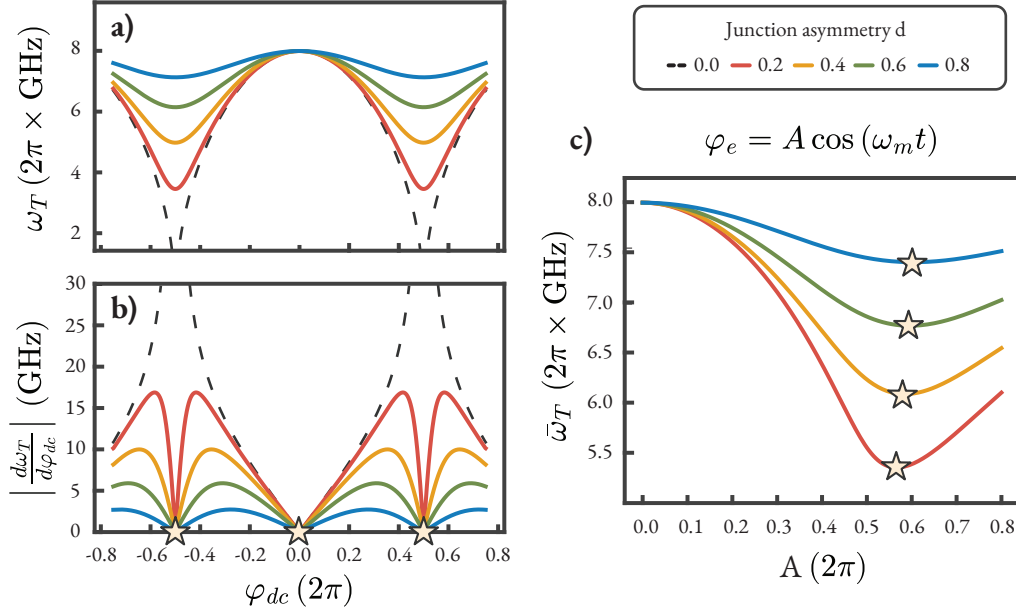 a)
ω_T (2π × GHz)
8
6
4
2
b)
|dω_T/dφ_dc| (GHz)
30
25
20
15
10
5
0
-0.8 -0.6 -0.4 -0.2 0.0 0.2 0.4 0.6 0.8
φ_dc (2π)
Junction asymmetry d
0.0 0.2 0.4 0.6 0.8
c)
φ_e = A cos (ω_m t)
ω̄_T (2π × GHz)
8.0
7.5
7.0
6.5
6.0
5.5
0.0 0.1 0.2 0.3 0.4 0.5 0.6 0.7 0.8
A (2π)